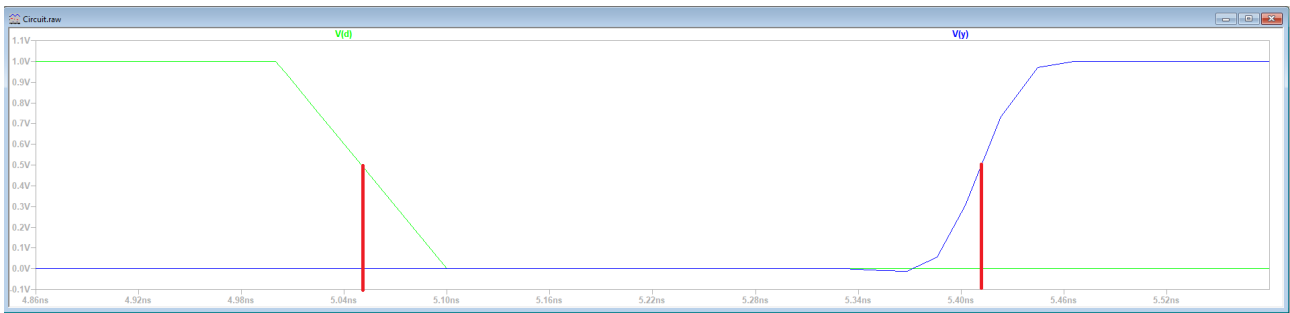 Circuit.raw
V(d) V(y)
1.1V
1.0V
0.9V
0.8V
0.7V
0.6V
0.5V
0.4V
0.3V
0.2V
0.1V
0.0V
-0.1V
4.86ns 4.92ns 4.98ns 5.04ns 5.10ns 5.16ns 5.22ns 5.28ns 5.34ns 5.40ns 5.46ns 5.52ns